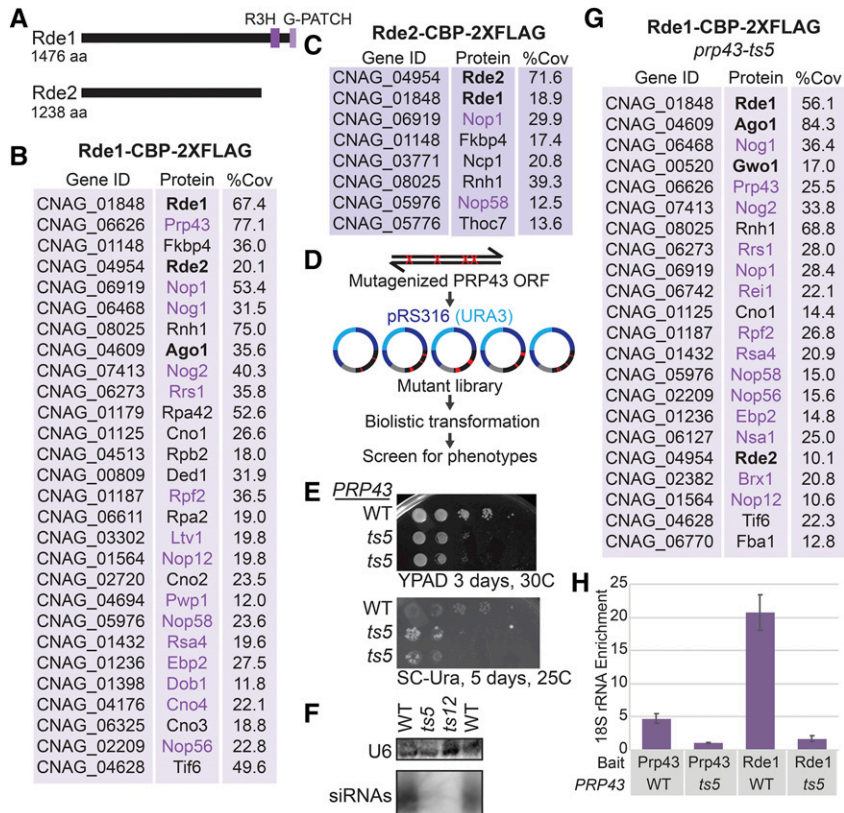 A
R3H G-PATCH
Rde1
1476 aa
Rde2
1238 aa
B
Rde1-CBP-2XFLAG
Gene ID Protein %Cov
CNAG_01848 Rde1 67.4
CNAG_06626 Prp43 77.1
CNAG_01148 Fkbp4 36.0
CNAG_04954 Rde2 20.1
CNAG_06919 Nop1 53.4
CNAG_06468 Nog1 31.5
CNAG_08025 Rnh1 75.0
CNAG_04609 Ago1 35.6
CNAG_07413 Nog2 40.3
CNAG_06273 Rrs1 35.8
CNAG_01179 Rpa42 52.6
CNAG_01125 Cno1 26.6
CNAG_04513 Rpb2 18.0
CNAG_00809 Ded1 31.9
CNAG_01187 Rpf2 36.5
CNAG_06611 Rpa2 19.0
CNAG_03302 Ltv1 19.8
CNAG_01564 Nop12 19.8
CNAG_02720 Cno2 23.5
CNAG_04694 Pwp1 12.0
CNAG_05976 Nop58 23.6
CNAG_01432 Rsa4 19.6
CNAG_01236 Ebp2 27.5
CNAG_01398 Dob1 11.8
CNAG_04176 Cno4 22.1
CNAG_06325 Cno3 18.8
CNAG_02209 Nop56 22.8
CNAG_04628 Tif6 49.6
C
Rde2-CBP-2XFLAG
Gene ID Protein %Cov
CNAG_04954 Rde2 71.6
CNAG_01848 Rde1 18.9
CNAG_06919 Nop1 29.9
CNAG_01148 Fkbp4 17.4
CNAG_03771 Ncp1 20.8
CNAG_08025 Rnh1 39.3
CNAG_05976 Nop58 12.5
CNAG_05776 Thoc7 13.6
D
Mutagenized PRP43 ORF
pRS316 (URA3)
Mutant library
Biolistic transformation
Screen for phenotypes
E
PRP43
WT
ts5
ts5
YPAD 3 days, 30C
WT
ts5
ts5
SC-Ura, 5 days, 25C
F
WT ts5 ts12 WT
U6
siRNAs
G
Rde1-CBP-2XFLAG
prp43-ts5
Gene ID Protein %Cov
CNAG_01848 Rde1 56.1
CNAG_04609 Ago1 84.3
CNAG_06468 Nog1 36.4
CNAG_00520 Gwo1 17.0
CNAG_06626 Prp43 25.5
CNAG_07413 Nog2 33.8
CNAG_08025 Rnh1 68.8
CNAG_06273 Rrs1 28.0
CNAG_06919 Nop1 28.4
CNAG_06742 Rei1 22.1
CNAG_01125 Cno1 14.4
CNAG_01187 Rpf2 26.8
CNAG_01432 Rsa4 20.9
CNAG_05976 Nop58 15.0
CNAG_02209 Nop56 15.6
CNAG_01236 Ebp2 14.8
CNAG_06127 Nsa1 25.0
CNAG_04954 Rde2 10.1
CNAG_02382 Brx1 20.8
CNAG_01564 Nop12 10.6
CNAG_04628 Tif6 22.3
CNAG_06770 Fba1 12.8
H
18S rRNA Enrichment
25
20
15
10
5
0
Bait Prp43 Prp43 Rde1 Rde1
PRP43 WT ts5 WT ts5